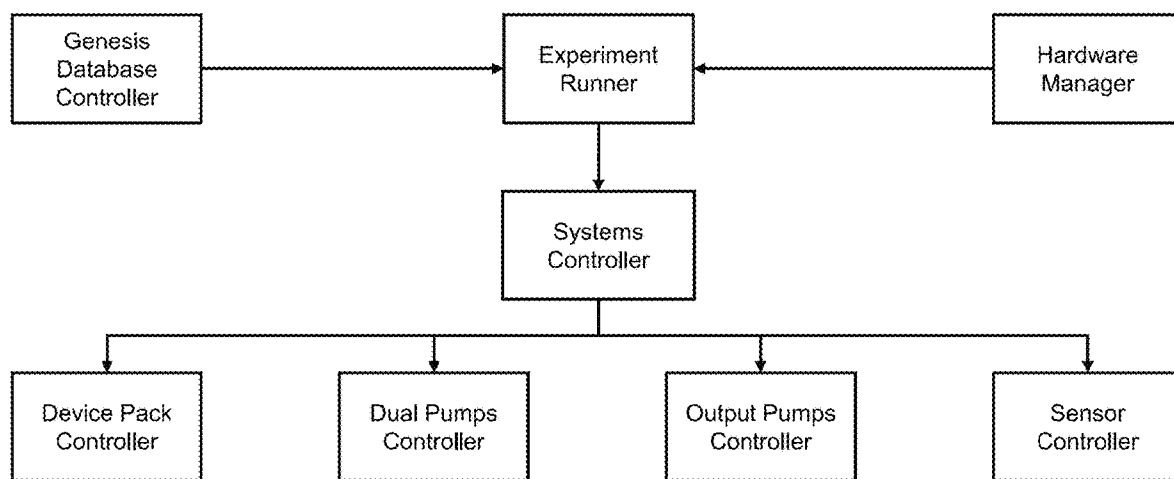 Genesis
Database
Controller
Experiment
Runner
Hardware
Manager
Systems
Controller
Device Pack
Controller
Dual Pumps
Controller
Output Pumps
Controller
Sensor
Controller